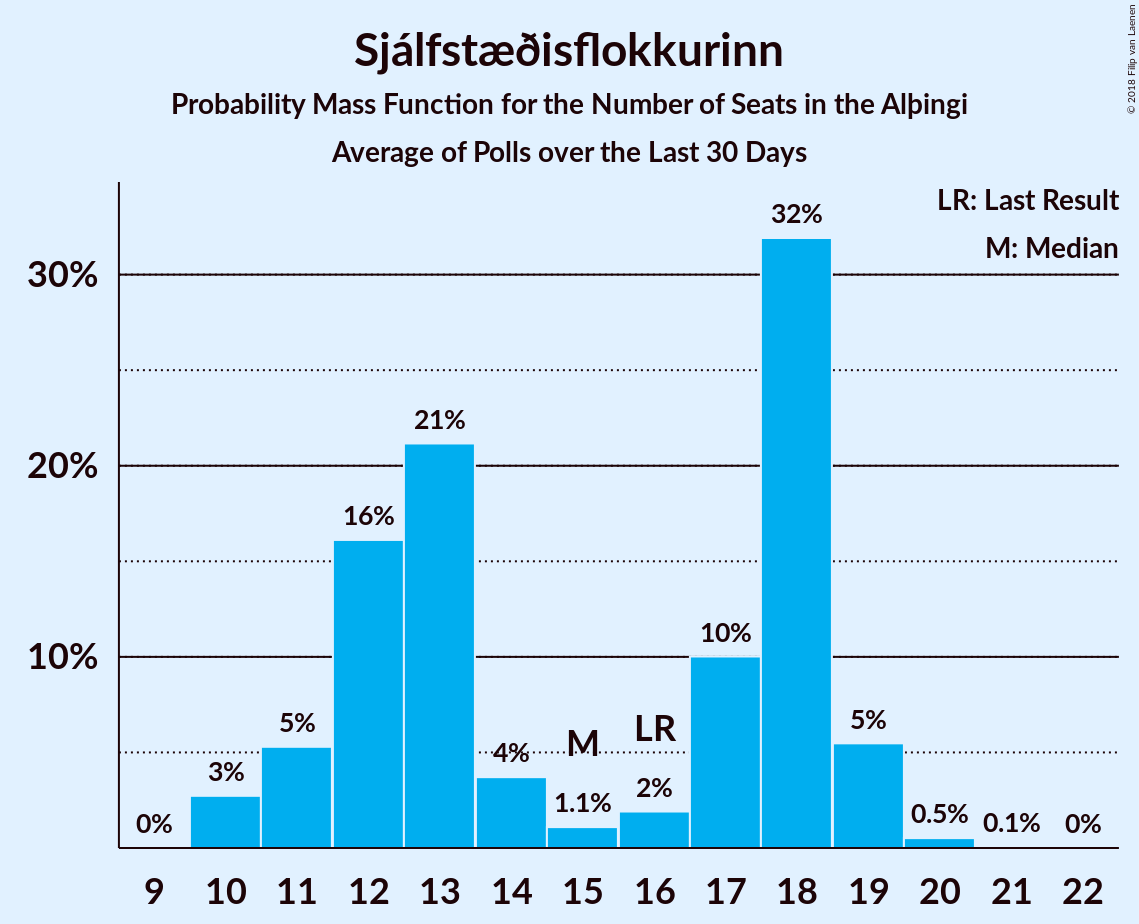 Sjálfstæðisflokkurinn
Probability Mass Function for the Number of Seats in the Alþingi
Average of Polls over the Last 30 Days
© 2018 Filip van Laenen
LR: Last Result
M: Median
30%
20%
10%
0% 3% 5% 16% 21% 4% 1.1% 2% 10% 32% 5% 0.5% 0.1% 0%
M LR
9 10 11 12 13 14 15 16 17 18 19 20 21 22